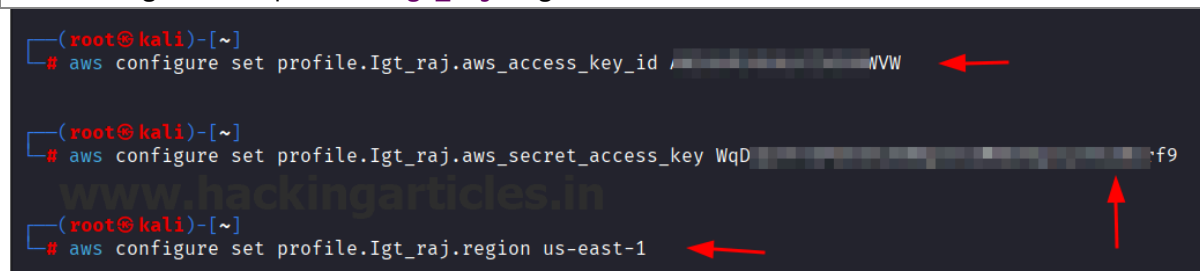 ┌──(root㉿kali)-[~]
└─# aws configure set profile.Igt_raj.aws_access_key_id A WVW
┌──(root㉿kali)-[~]
└─# aws configure set profile.Igt_raj.aws_secret_access_key WqD rf9
www.hackingarticles.in
┌──(root㉿kali)-[~]
└─# aws configure set profile.Igt_raj.region us-east-1